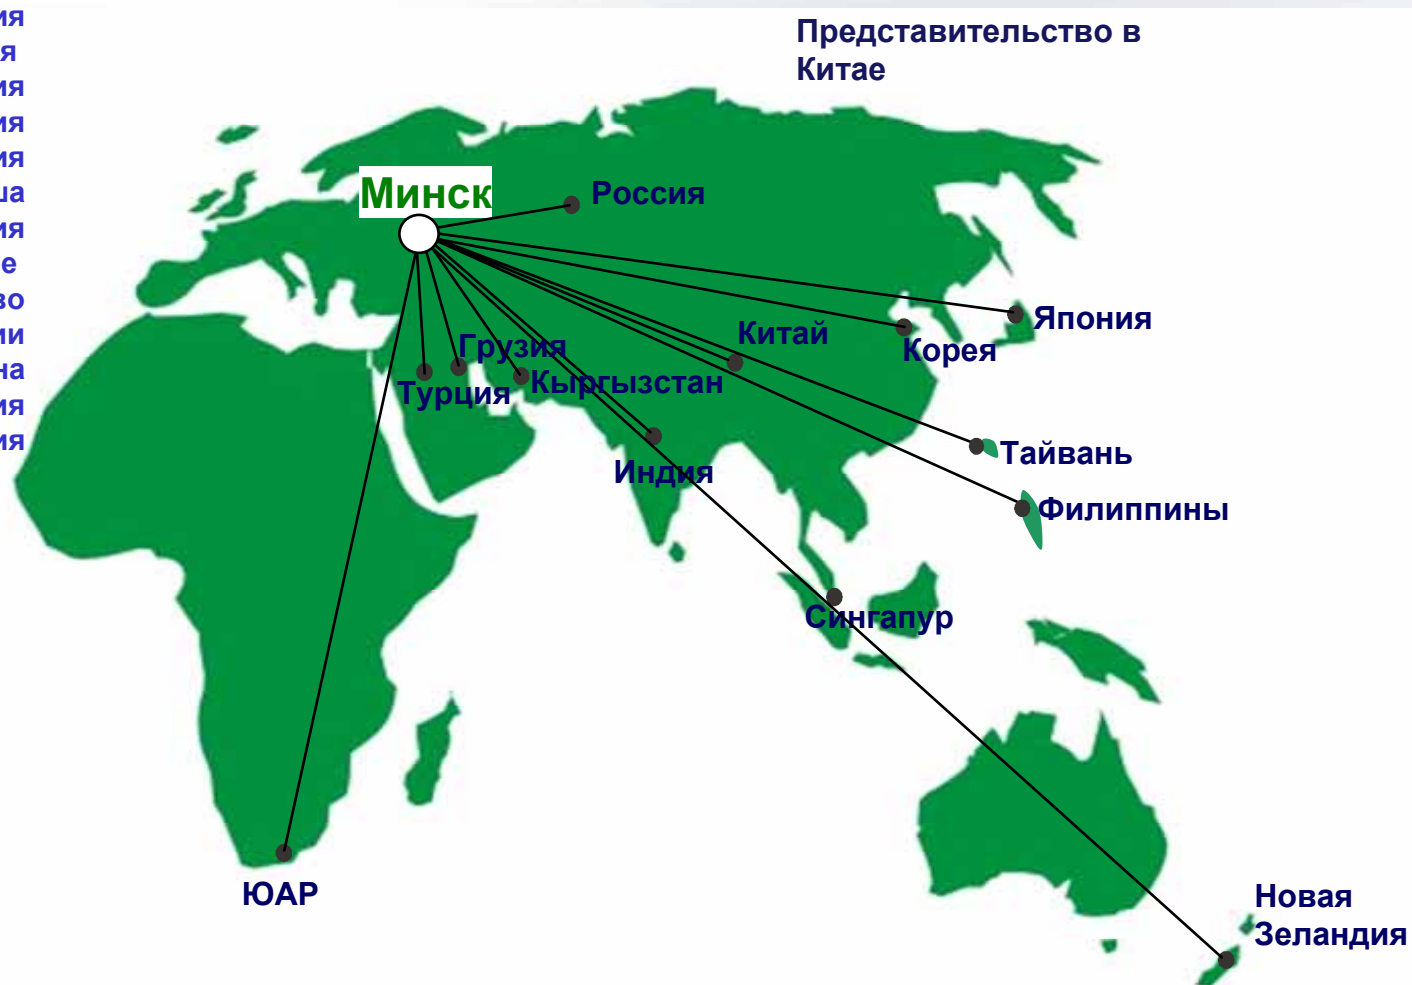 Представительство в
Китае
Минск
Россия
Япония
Китай
Корея
Грузия
Турция
Кыргызстан
Тайвань
Индия
Филиппины
Сингапур
ЮАР
Новая
Зеландия